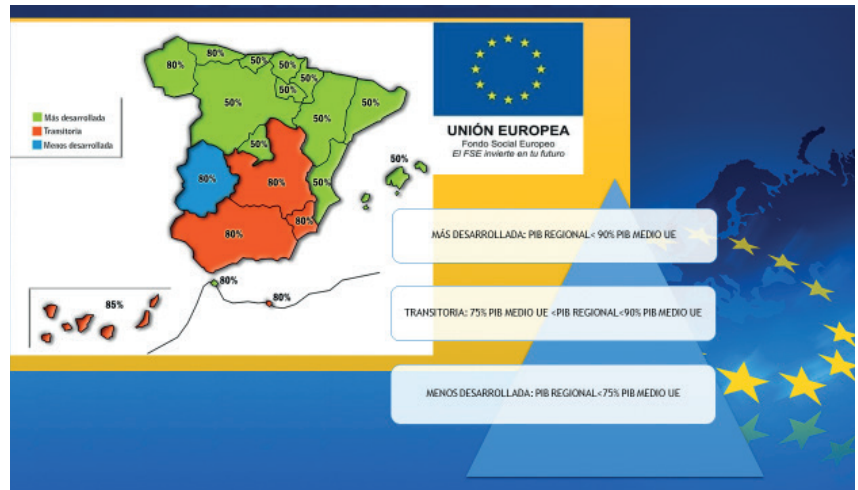 80%
80%
50%
50%
50%
50%
50%
50%
50%
50%
50%
50%
50%
80%
80%
80%
80%
80%
80%
85%
Más desarrollada
Transitoria
Menos desarrollada
UNIÓN EUROPEA
Fondo Social Europeo
El FSE invierte en tu futuro
MÁS DESARROLLADA: PIB REGIONAL< 90% PIB MEDIO UE
TRANSITORIA: 75% PIB MEDIO UE <PIB REGIONAL<90% PIB MEDIO UE
MENOS DESARROLLADA: PIB REGIONAL<75% PIB MEDIO UE